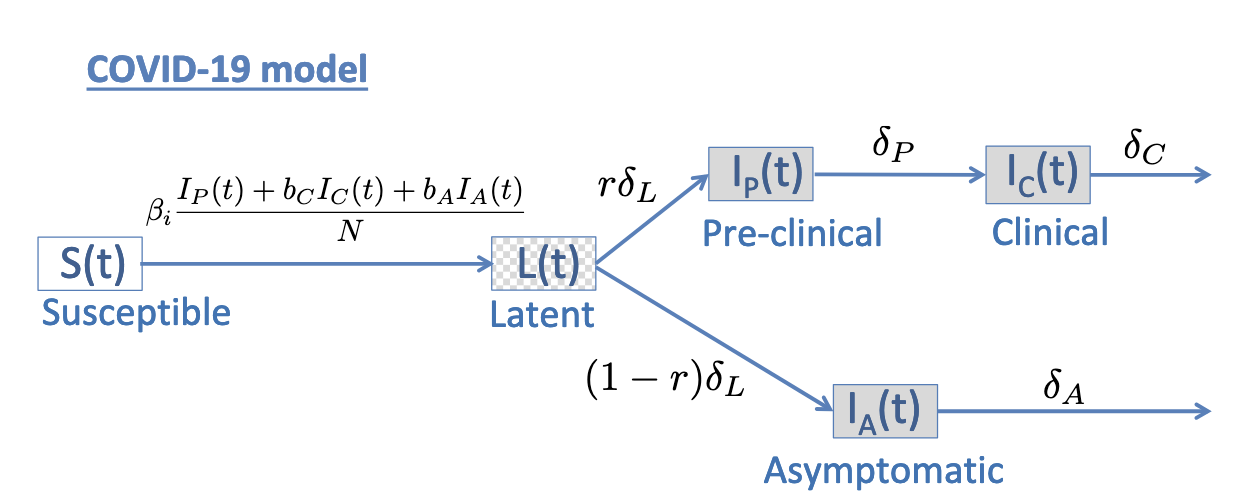 COVID-19 model
β_i (I_P(t) + b_C I_C(t) + b_A I_A(t)) / N
S(t)
Susceptible
L(t)
Latent
rδ_L
I_P(t)
Pre-clinical
δ_P
I_C(t)
Clinical
δ_C
(1 − r)δ_L
I_A(t)
Asymptomatic
δ_A